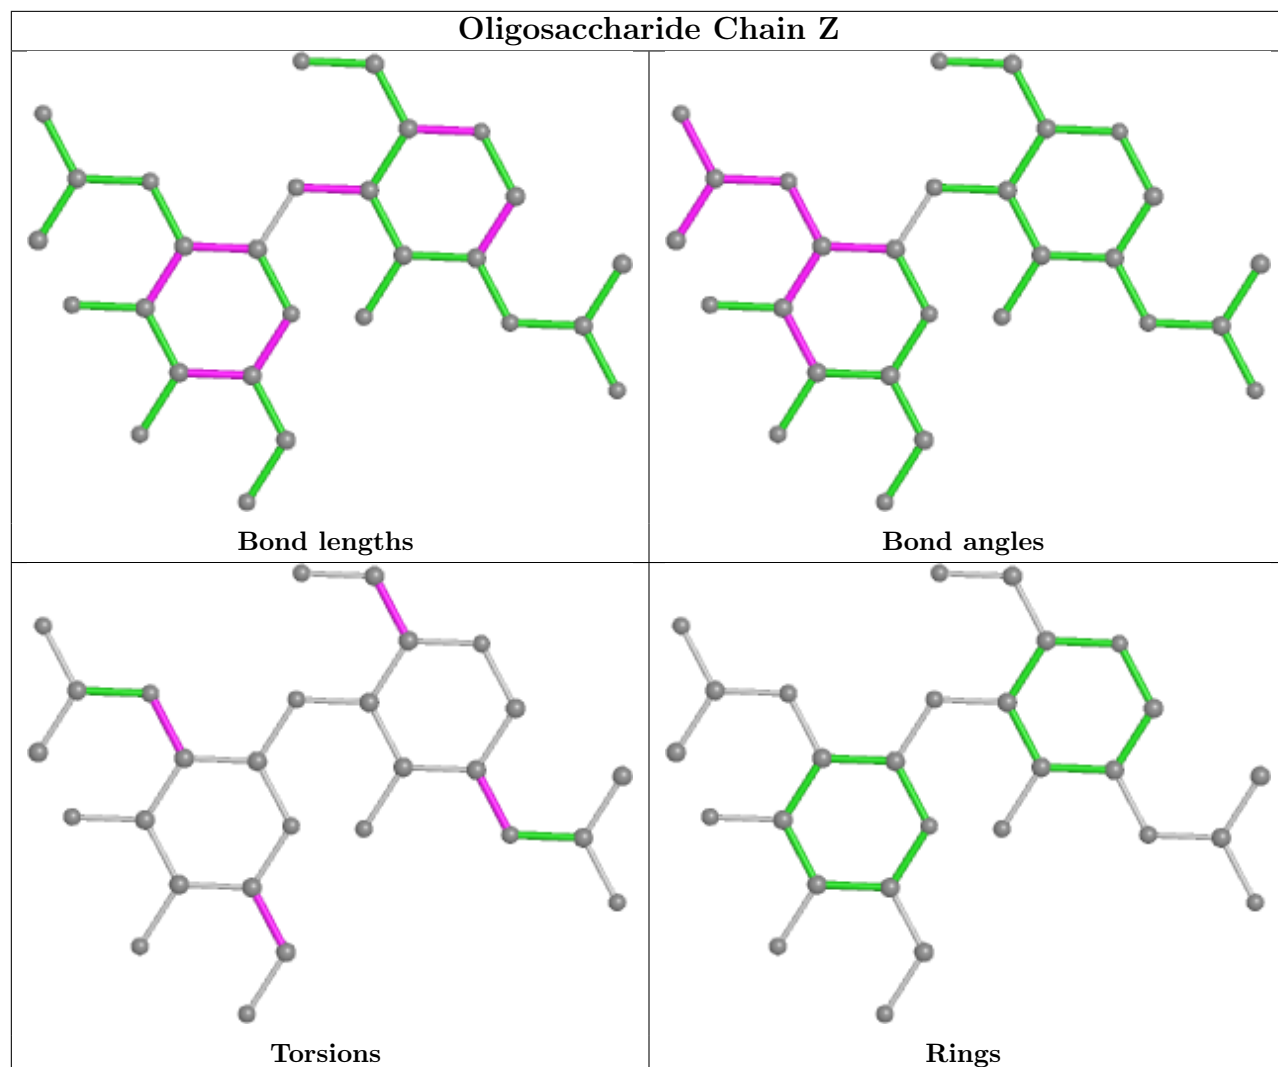 Oligosaccharide Chain Z
Bond lengths
Bond angles
Torsions
Rings